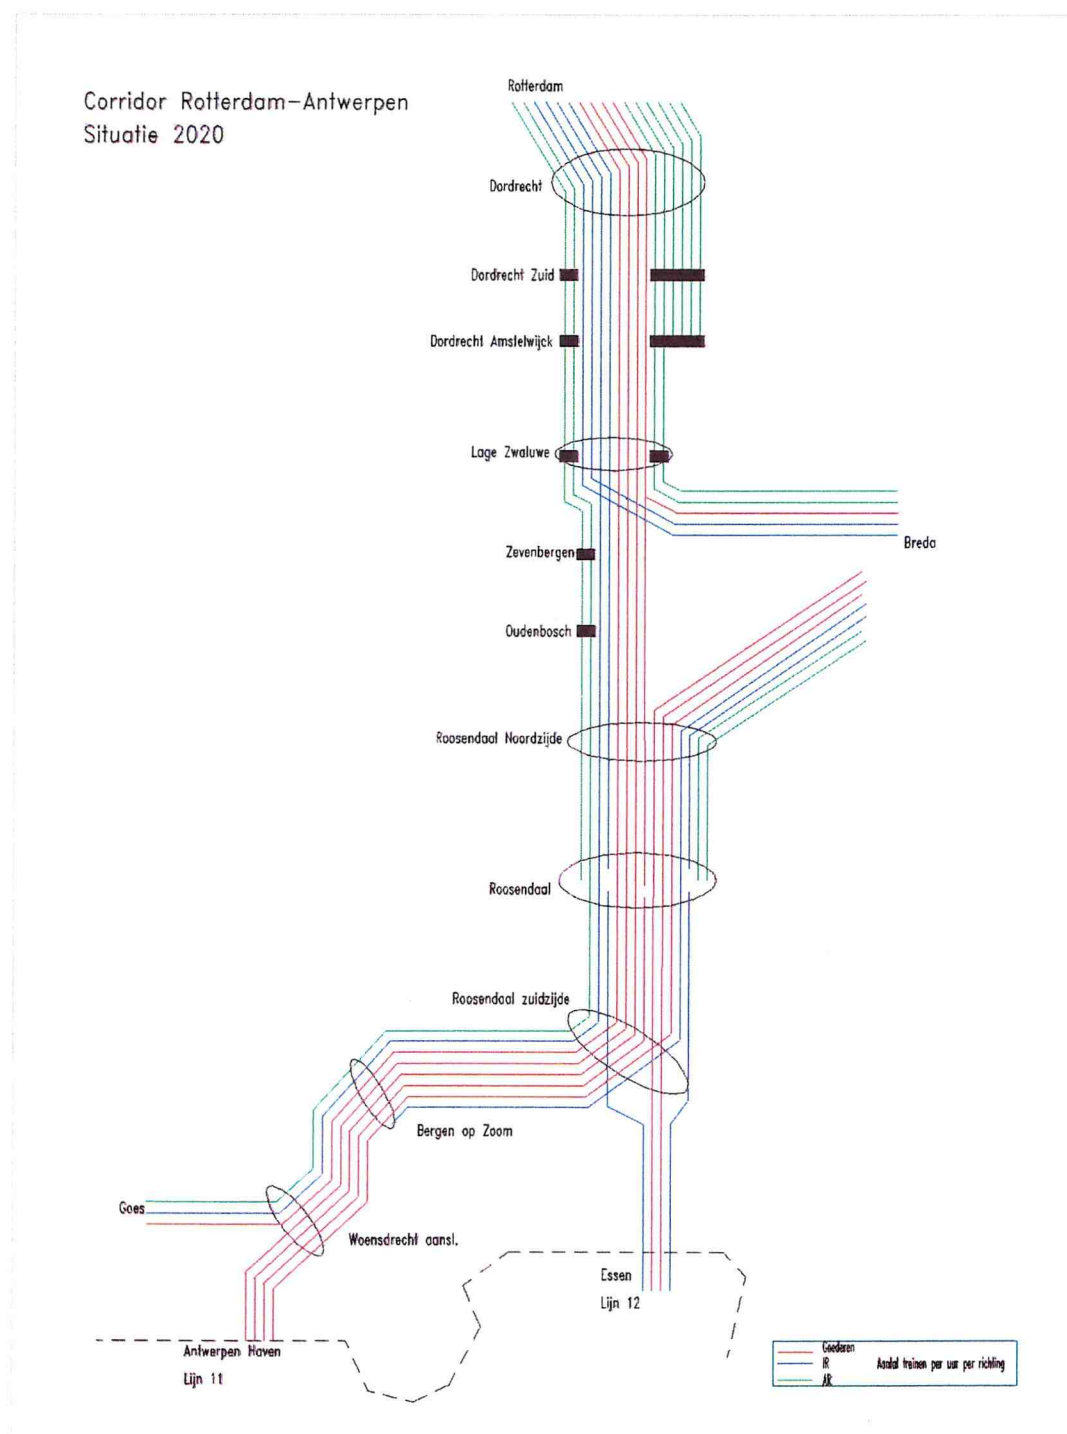 Rotterdam
Corridor Rotterdam-Antwerpen
Situatie 2020
Dordrecht
Dordrecht Zuid
Dordrecht Amstelwijck
Lage Zwaluwe
Breda
Zevenbergen
Oudenbosch
Roosendaal Noordzijde
Roosendaal
Roosendaal zuidzijde
Bergen op Zoom
Goes
Woensdrecht aansl.
Essen
Lijn 12
Antwerpen Haven
Lijn 11
Goederen
IR Aantal treinen per uur per richting
AR